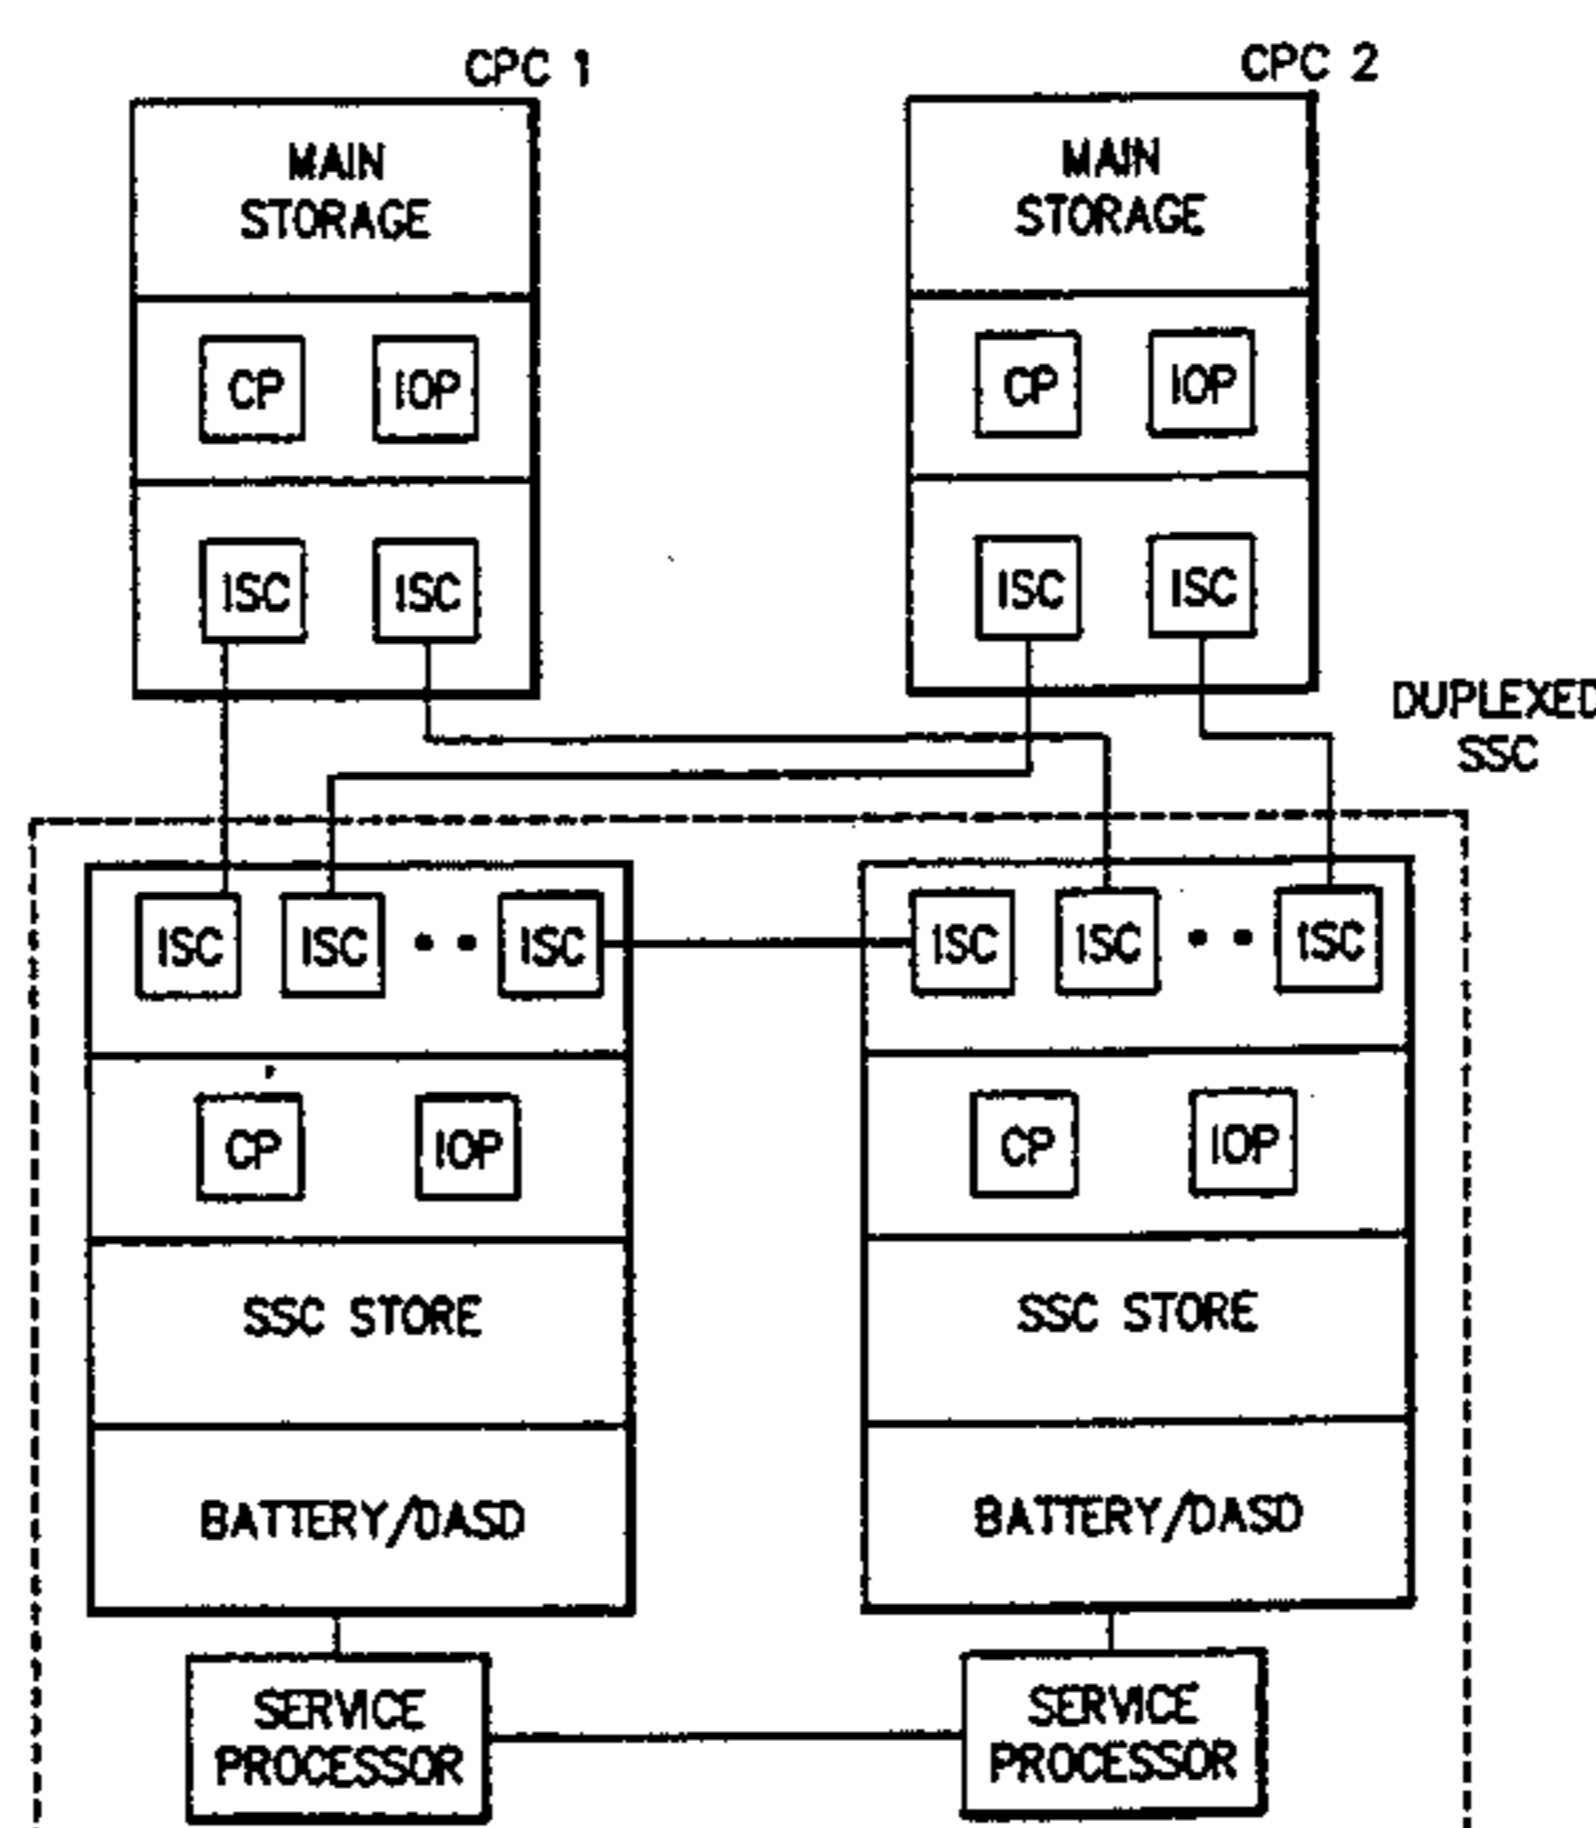 CPC 1
CPC 2
MAIN
STORAGE
MAIN
STORAGE
CP
IOP
CP
IOP
ISC
ISC
ISC
ISC
DUPLEXED
SSC
ISC
ISC
ISC
ISC
ISC
ISC
CP
IOP
CP
IOP
SSC STORE
SSC STORE
BATTERY/DASD
BATTERY/DASD
SERVICE
PROCESSOR
SERVICE
PROCESSOR